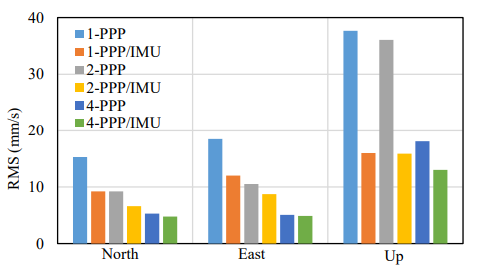 40
30
20
10
0
RMS (mm/s)
1-PPP
1-PPP/IMU
2-PPP
2-PPP/IMU
4-PPP
4-PPP/IMU
North
East
Up